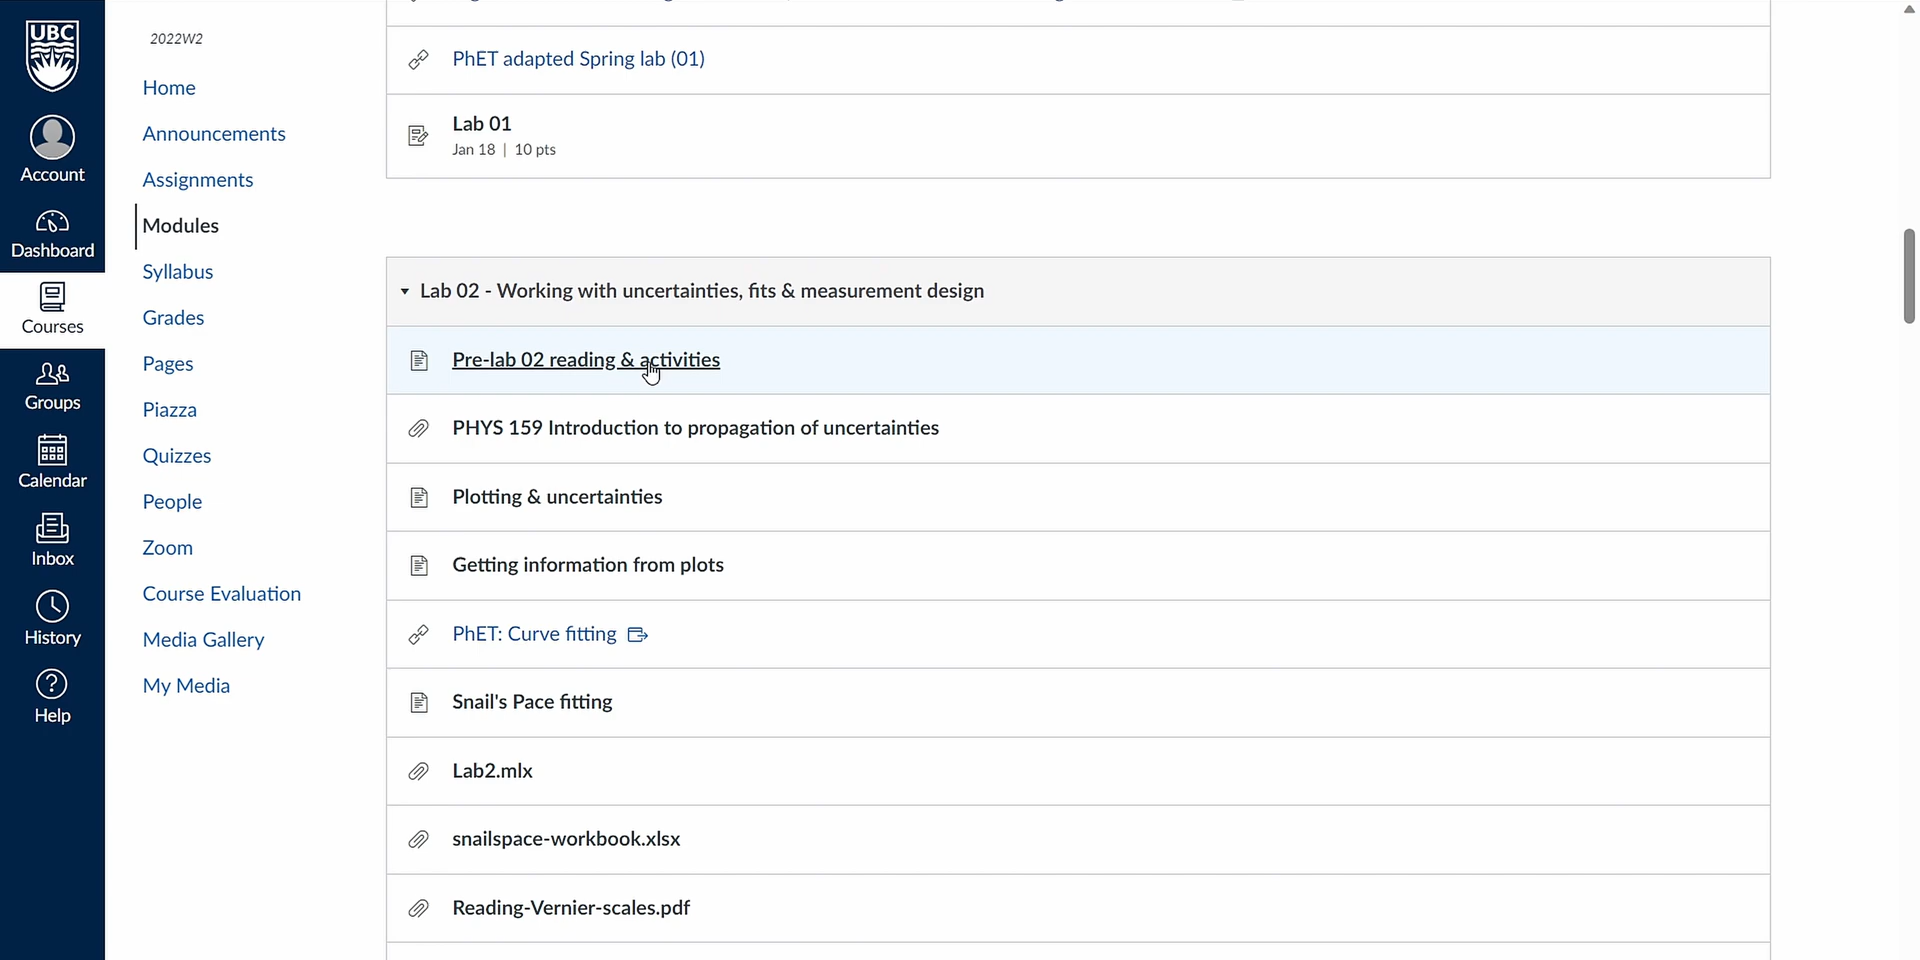 UBC
Account
Dashboard
Courses
Groups
Calendar
Inbox
History
Help
2022W2
Home
Announcements
Assignments
Modules
Syllabus
Grades
Pages
Piazza
Quizzes
People
Zoom
Course Evaluation
Media Gallery
My Media
PhET adapted Spring lab (01)
Lab 01
Jan 18 | 10 pts
Lab 02 - Working with uncertainties, fits & measurement design
Pre-lab 02 reading & activities
PHYS 159 Introduction to propagation of uncertainties
Plotting & uncertainties
Getting information from plots
PhET: Curve fitting
Snail's Pace fitting
Lab2.mlx
snailspace-workbook.xlsx
Reading-Vernier-scales.pdf